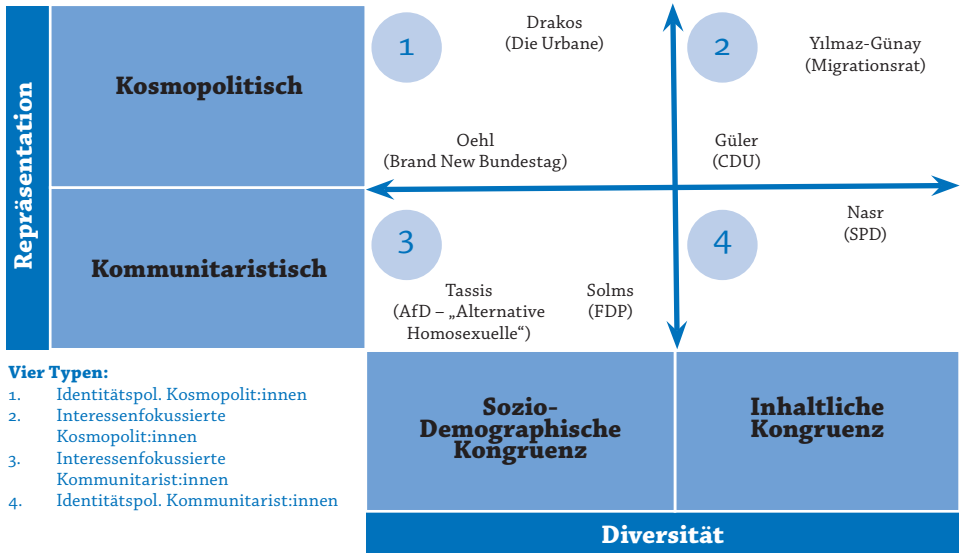 Repräsentation
Kosmopolitisch
Kommunitaristisch
1
Drakos
(Die Urbane)
2
Yılmaz-Günay
(Migrationsrat)
Oehl
(Brand New Bundestag)
Güler
(CDU)
3
4
Nasr
(SPD)
Tassis
(AfD – „Alternative
Homosexuelle“)
Solms
(FDP)
Vier Typen:
1. Identitätspol. Kosmopolit:innen
2. Interessenfokussierte
Kosmopolit:innen
3. Interessenfokussierte
Kommunitarist:innen
4. Identitätspol. Kommunitarist:innen
Sozio-
Demographische
Kongruenz
Inhaltliche
Kongruenz
Diversität